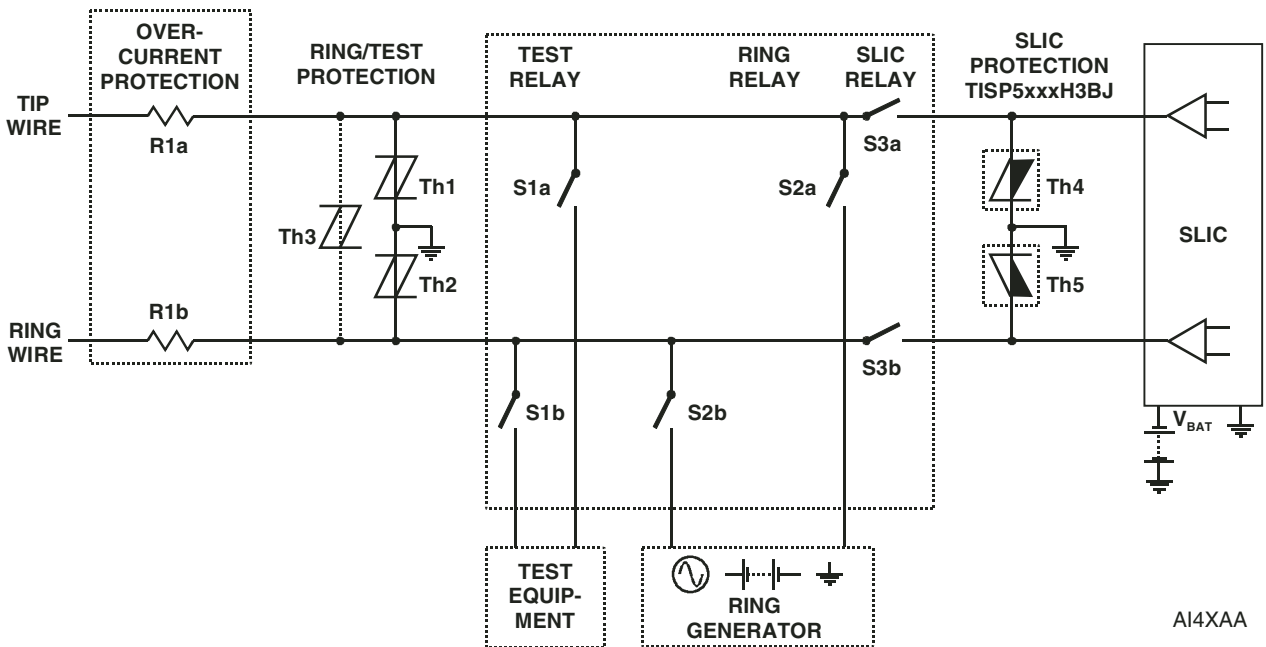 OVER-
CURRENT
PROTECTION
RING/TEST
PROTECTION
TEST
RELAY
RING
RELAY
SLIC
RELAY
SLIC
PROTECTION
TISP5xxxH3BJ
TIP
WIRE
R1a
S3a
Th1
S1a
S2a
Th4
Th3
SLIC
Th2
Th5
R1b
RING
WIRE
S3b
S1b
S2b
VBAT
TEST
EQUIP-
MENT
RING
GENERATOR
AI4XAA